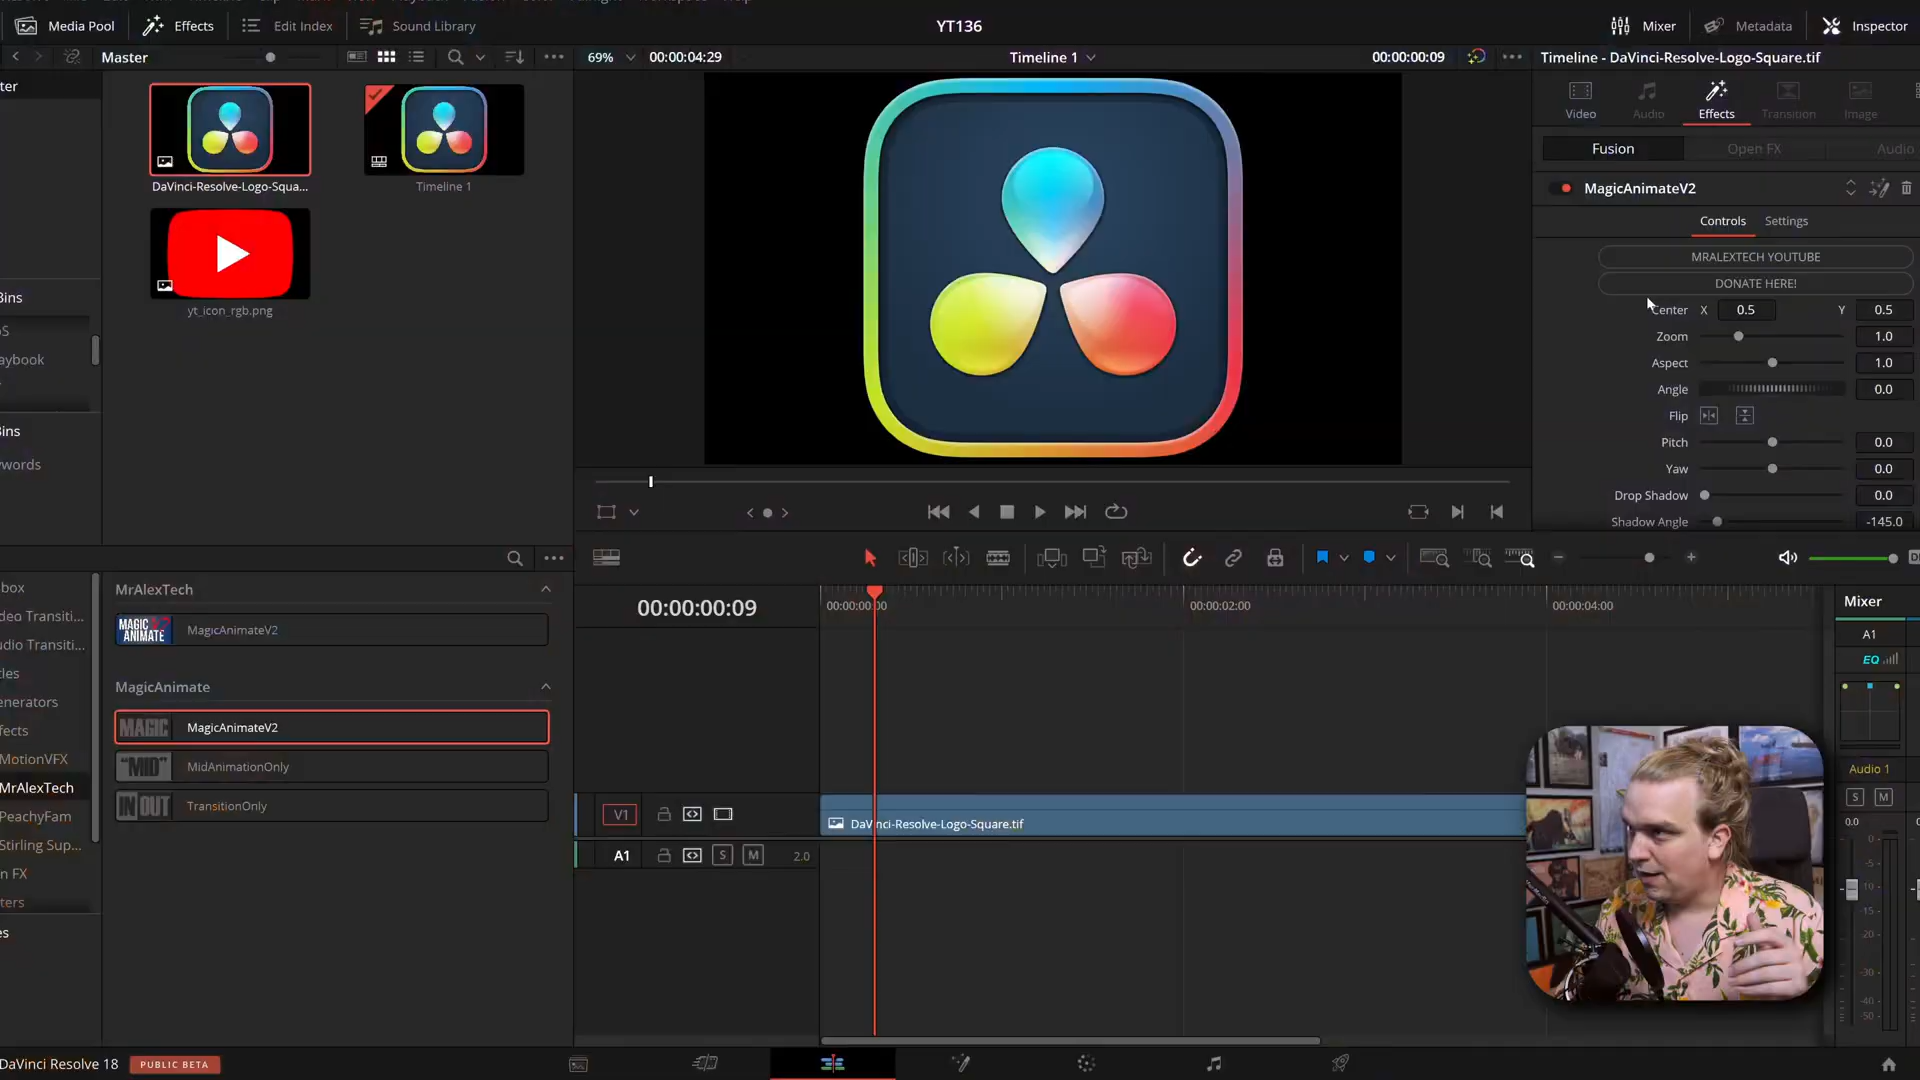 Media Pool
Effects
Edit Index
Sound Library
YT136
Mixer
Metadata
Inspector
Master
69%
00:00:04:29
Timeline 1
00:00:00:09
Timeline - DaVinci-Resolve-Logo-Square.tif
ter
DaVinci-Resolve-Logo-Squa...
Timeline 1
yt_icon_rgb.png
Video
Audio
Effects
Transition
Image
Fusion
Open FX
Audio
MagicAnimateV2
Controls
Settings
MRALEXTECH YOUTUBE
DONATE HERE!
Center X 0.5 Y 0.5
Zoom 1.0
Aspect 1.0
Angle 0.0
Flip
Pitch 0.0
Yaw 0.0
Drop Shadow 0.0
Shadow Angle -145.0
Bins
S
aybook
ins
words
box
deo Transiti...
udio Transiti...
tles
enerators
fects
MotionVFX
MrAlexTech
PeachyFam
Stirling Sup...
n FX
ters
es
MrAlexTech
MAGIC ANIMATE V2
MagicAnimateV2
MagicAnimate
MAGIC
MagicAnimateV2
"MID"
MidAnimationOnly
IN OUT
TransitionOnly
00:00:00:09
00:00:00:00
00:00:02:00
00:00:04:00
V1
DaVinci-Resolve-Logo-Square.tif
A1
S
M
2.0
Mixer
A1
EQ
Audio 1
S
M
0.0
0
-5
-10
-15
-20
-30
-40
-50
DaVinci Resolve 18
PUBLIC BETA